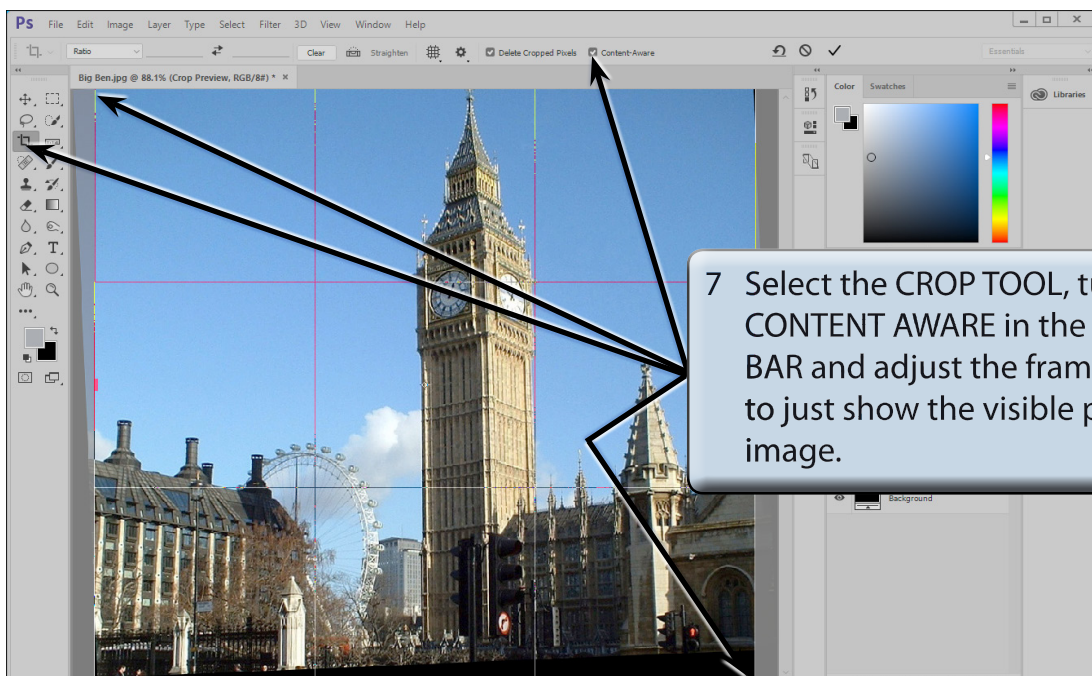 Ps File Edit Image Layer Type Select Filter 3D View Window Help
Ratio Clear Straighten Delete Cropped Pixels Content-Aware Essentials
Big Ben.jpg @ 88.1% (Crop Preview, RGB/8#) * ×
Color Swatches
Libraries
7 Select the CROP TOOL, t
CONTENT AWARE in the
BAR and adjust the fram
to just show the visible p
image.
Background